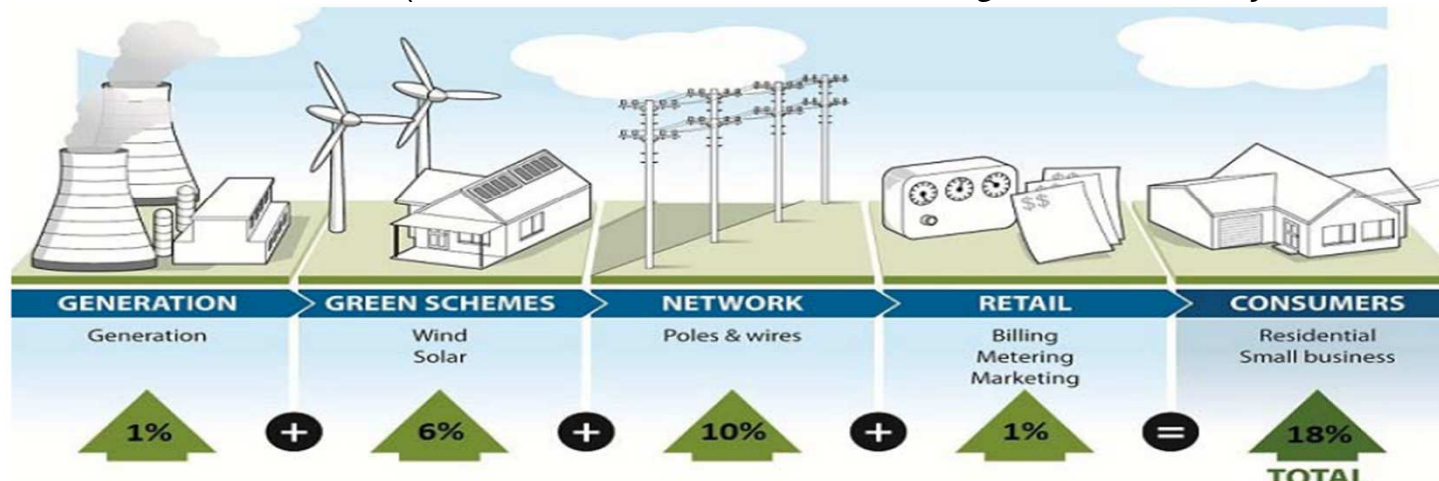 GENERATION
Generation
1%
+
GREEN SCHEMES
Wind
Solar
6%
+
NETWORK
Poles & wires
10%
+
$$
$$
RETAIL
Billing
Metering
Marketing
1%
=
CONSUMERS
Residential
Small business
18%
TOTAL